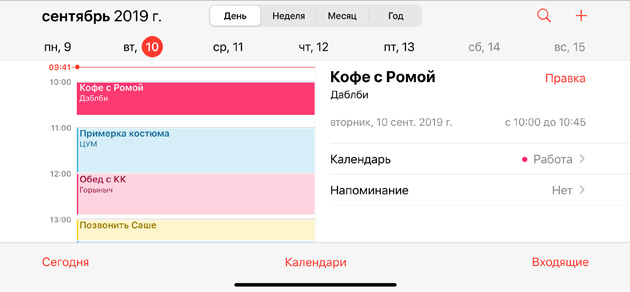 сентябрь 2019 г.
День Неделя Месяц Год
пн, 9 вт, 10 ср, 11 чт, 12 пт, 13 сб, 14 вс, 15
09:41
10:00
Кофе с Ромой
Даблби
11:00
Примерка костюма
ЦУМ
12:00
Обед с КК
Горыныч
13:00
Позвонить Саше
Кофе с Ромой Правка
Даблби
вторник, 10 сент. 2019 г. с 10:00 до 10:45
Календарь Работа
Напоминание Нет
Сегодня Календари Входящие